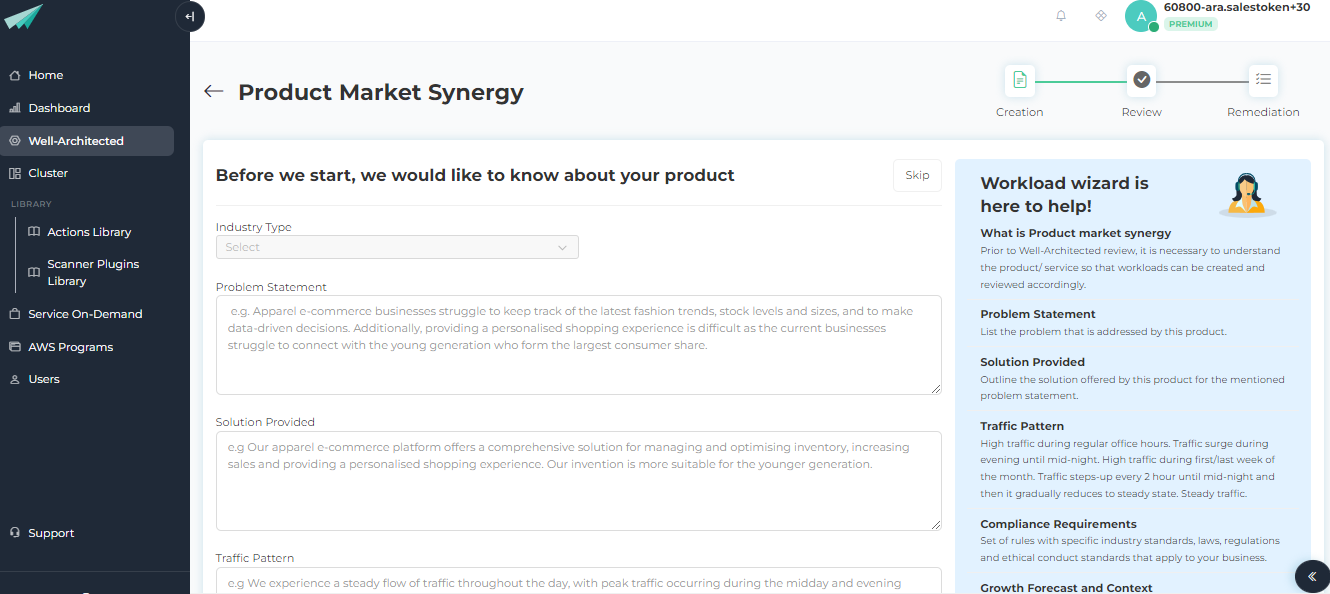 60800-ara.salestoken+30
A
PREMIUM
Home
Dashboard
Well-Architected
Cluster
LIBRARY
Actions Library
Scanner Plugins
Library
Service On-Demand
AWS Programs
Users
Support
Product Market Synergy
Creation
Review
Remediation
Before we start, we would like to know about your product
Skip
Industry Type
Select
Problem Statement
e.g. Apparel e-commerce businesses struggle to keep track of the latest fashion trends, stock levels and sizes, and to make
data-driven decisions. Additionally, providing a personalised shopping experience is difficult as the current businesses
struggle to connect with the young generation who form the largest consumer share.
Solution Provided
e.g Our apparel e-commerce platform offers a comprehensive solution for managing and optimising inventory, increasing
sales and providing a personalised shopping experience. Our invention is more suitable for the younger generation.
Traffic Pattern
e.g We experience a steady flow of traffic throughout the day, with peak traffic occurring during the midday and evening
Workload wizard is
here to help!
What is Product market synergy
Prior to Well-Architected review, it is necessary to understand
the product/ service so that workloads can be created and
reviewed accordingly.
Problem Statement
List the problem that is addressed by this product.
Solution Provided
Outline the solution offered by this product for the mentioned
problem statement.
Traffic Pattern
High traffic during regular office hours. Traffic surge during
evening until mid-night. High traffic during first/last week of
the month. Traffic steps-up every 2 hour until mid-night and
then it gradually reduces to steady state. Steady traffic.
Compliance Requirements
Set of rules with specific industry standards, laws, regulations
and ethical conduct standards that apply to your business.
Growth Forecast and Context